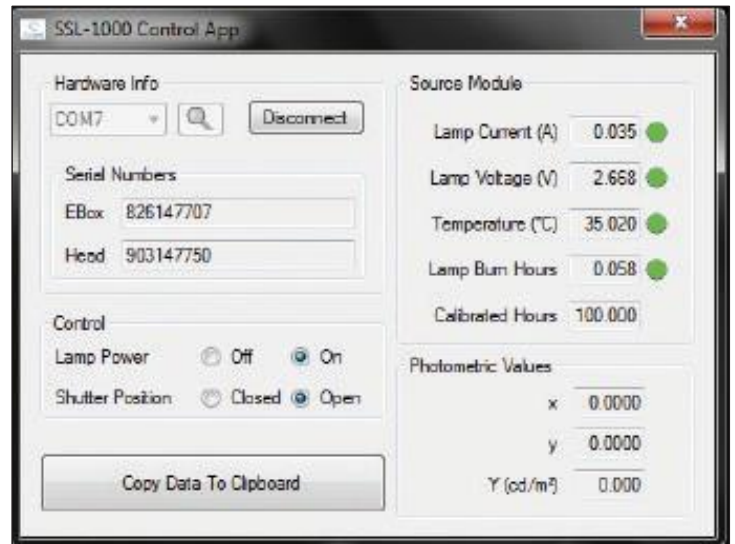 SSL-1000 Control App
Hardware Info
COM7
Disconnect
Serial Numbers
EBox 826147707
Head 903147750
Control
Lamp Power Off On
Shutter Position Closed Open
Copy Data To Clipboard
Source Module
Lamp Current (A) 0.035
Lamp Voltage (V) 2.668
Temperature (°C) 35.020
Lamp Burn Hours 0.058
Calibrated Hours 100.000
Photometric Values
x 0.0000
y 0.0000
Y (cd/m²) 0.000